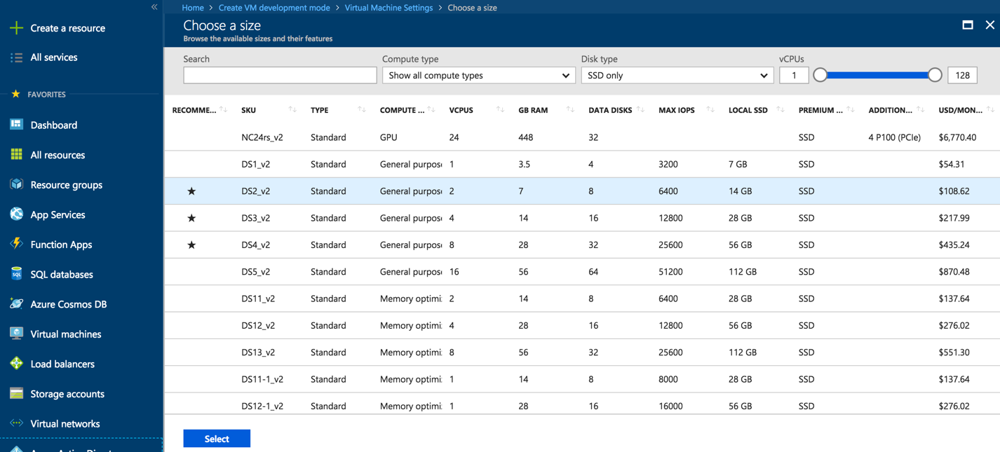 «
Create a resource
All services
FAVORITES
Dashboard
All resources
Resource groups
App Services
Function Apps
SQL databases
Azure Cosmos DB
Virtual machines
Load balancers
Storage accounts
Virtual networks
Home > Create VM development mode > Virtual Machine Settings > Choose a size
Choose a size
Browse the available sizes and their features
Search Compute type Disk type vCPUs
Show all compute types SSD only 1 128
RECOMME... SKU TYPE COMPUTE ... VCPUS GB RAM DATA DISKS MAX IOPS LOCAL SSD PREMIUM ... ADDITION... USD/MON...
NC24rs_v2 Standard GPU 24 448 32 SSD 4 P100 (PCIe) $6,770.40
DS1_v2 Standard General purpos 1 3.5 4 3200 7 GB SSD $54.31
★ DS2_v2 Standard General purpos 2 7 8 6400 14 GB SSD $108.62
★ DS3_v2 Standard General purpos 4 14 16 12800 28 GB SSD $217.99
★ DS4_v2 Standard General purpos 8 28 32 25600 56 GB SSD $435.24
DS5_v2 Standard General purpos 16 56 64 51200 112 GB SSD $870.48
DS11_v2 Standard Memory optimi 2 14 8 6400 28 GB SSD $137.64
DS12_v2 Standard Memory optimi 4 28 16 12800 56 GB SSD $276.02
DS13_v2 Standard Memory optimi 8 56 32 25600 112 GB SSD $551.30
DS11-1_v2 Standard Memory optimi 1 14 8 8000 28 GB SSD $137.64
DS12-1_v2 Standard Memory optimi 1 28 16 16000 56 GB SSD $276.02
Select